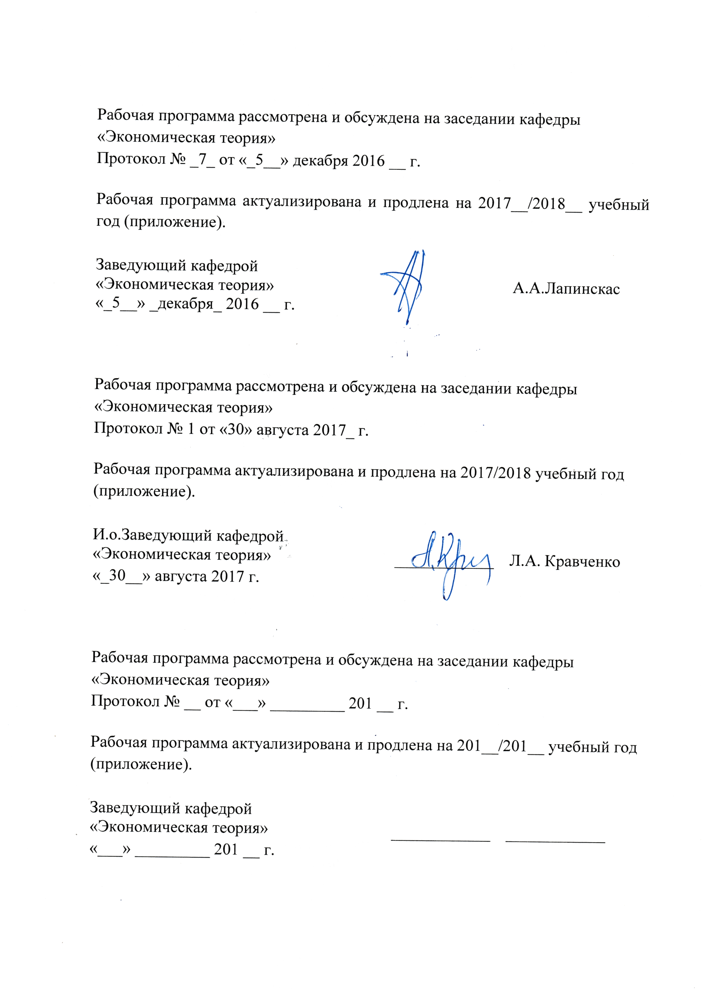 Рабочая программа рассмотрена и обсуждена на заседании кафедры
«Экономическая теория»
Протокол № _7_ от «_5__» декабря 2016 __ г.
Рабочая программа актуализирована и продлена на 2017__/2018__ учебный
год (приложение).
Заведующий кафедрой
«Экономическая теория»
А.А.Лапинскас
«_5__» _декабря_ 2016 __ г.
Рабочая программа рассмотрена и обсуждена на заседании кафедры
«Экономическая теория»
Протокол № 1 от «30» августа 2017_ г.
Рабочая программа актуализирована и продлена на 2017/2018 учебный год
(приложение).
И.о.Заведующий кафедрой
«Экономическая теория»
____________ Л.А. Кравченко
«_30__» августа 2017 г.
Рабочая программа рассмотрена и обсуждена на заседании кафедры
«Экономическая теория»
Протокол № __ от «___» _________ 201 __ г.
Рабочая программа актуализирована и продлена на 201__/201__ учебный год
(приложение).
Заведующий кафедрой
«Экономическая теория»
____________ ____________
«___» _________ 201 __ г.